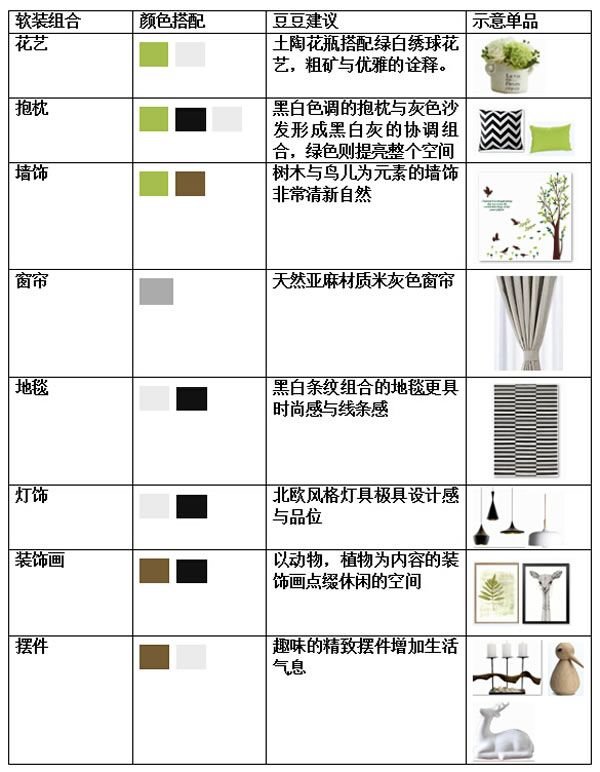 软装组合 颜色搭配 豆豆建议 示意单品
花艺
土陶花瓶搭配绿白绣球花
艺，粗矿与优雅的诠释。
抱枕
黑白色调的抱枕与灰色沙
发形成黑白灰的协调组
合，绿色则提亮整个空间
墙饰
树木与鸟儿为元素的墙饰
非常清新自然
窗帘
天然亚麻材质米灰色窗帘
地毯
黑白条纹组合的地毯更具
时尚感与线条感
灯饰
北欧风格灯具极具设计感
与品位
装饰画
以动物，植物为内容的装
饰画点缀休闲的空间
摆件
趣味的精致摆件增加生活
气息